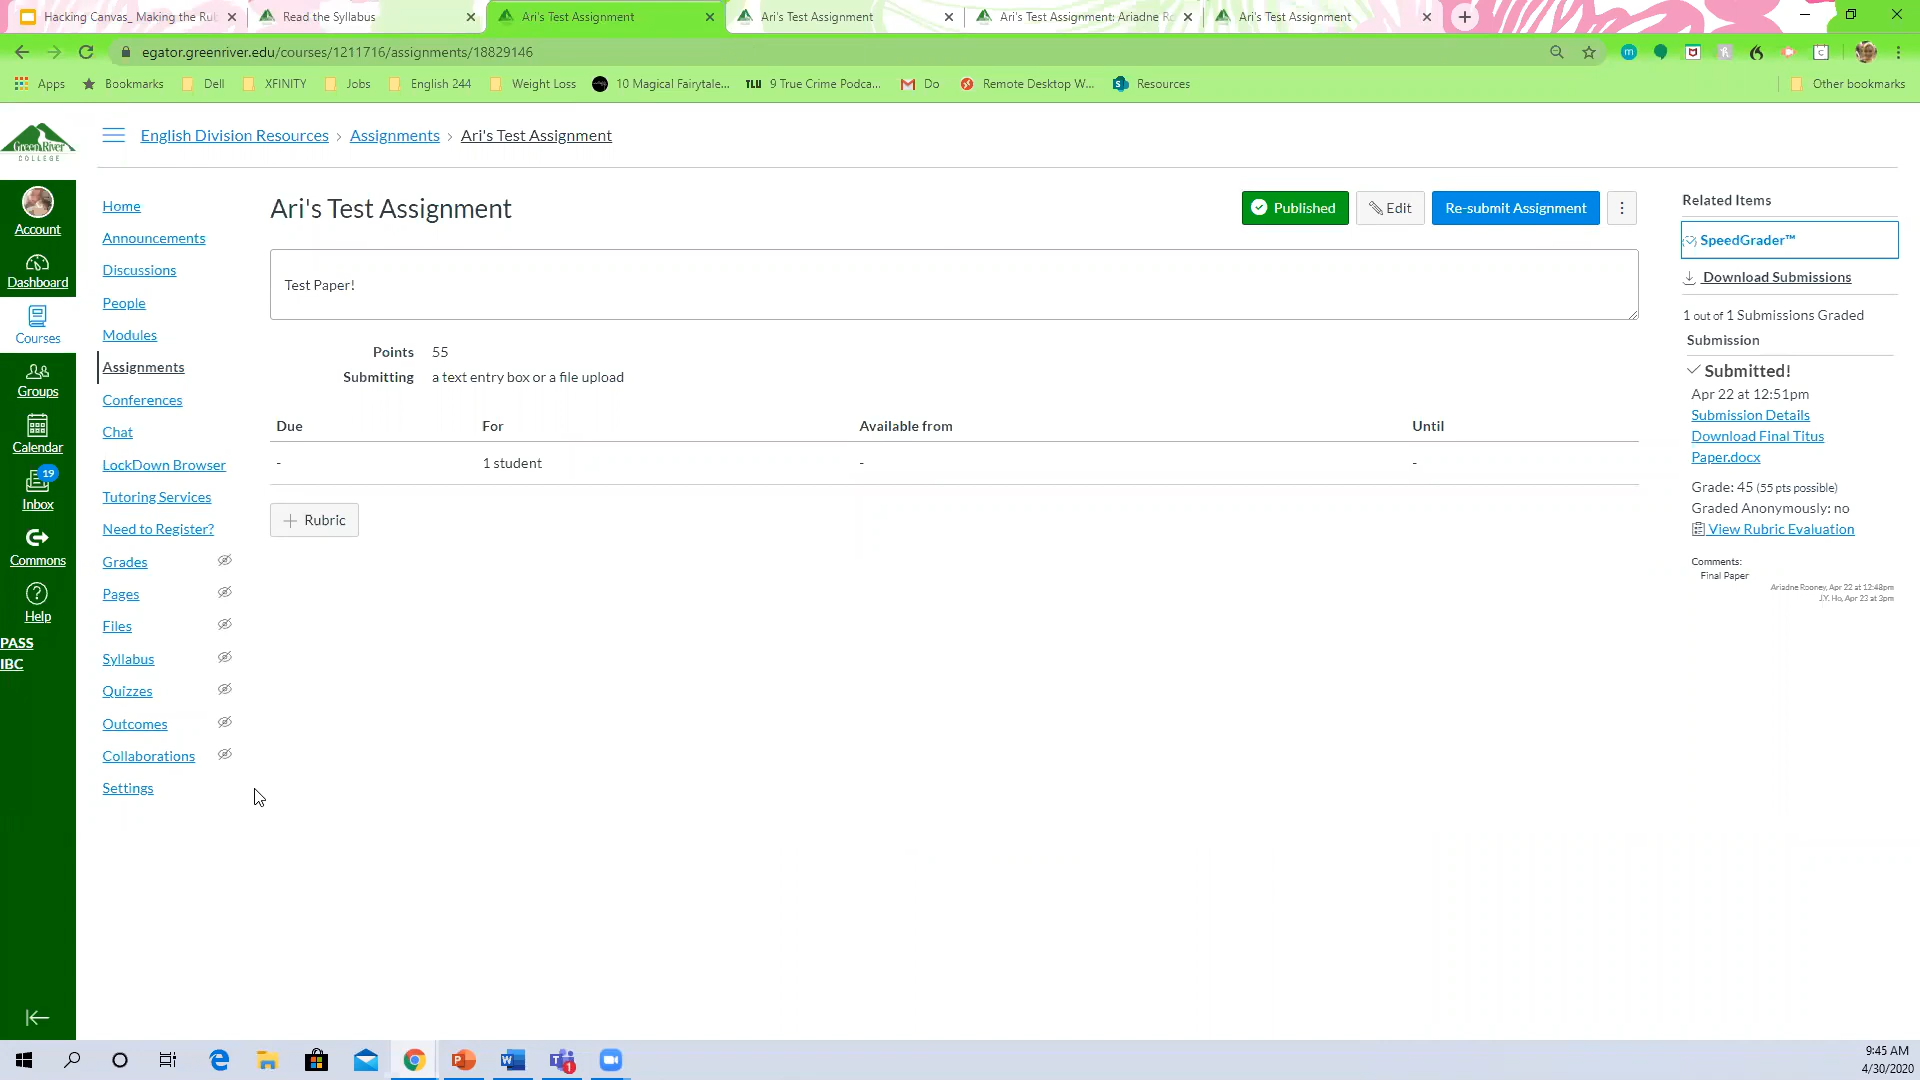 Hacking Canvas_ Making the Rub
Read the Syllabus
Ari's Test Assignment
Ari's Test Assignment
Ari's Test Assignment: Ariadne Ro
Ari's Test Assignment
egator.greenriver.edu/courses/1211716/assignments/18829146
Apps Bookmarks Dell XFINITY Jobs English 244 Weight Loss 10 Magical Fairytale... TLU 9 True Crime Podca... Do Remote Desktop W... Resources Other bookmarks
Green River
COLLEGE
English Division Resources › Assignments › Ari's Test Assignment
Account
Dashboard
Courses
Groups
Calendar
19
Inbox
Commons
Help
PASS
IBC
Home
Announcements
Discussions
People
Modules
Assignments
Conferences
Chat
LockDown Browser
Tutoring Services
Need to Register?
Grades
Pages
Files
Syllabus
Quizzes
Outcomes
Collaborations
Settings
Ari's Test Assignment
Published Edit Re-submit Assignment
Test Paper!
Points 55
Submitting a text entry box or a file upload
Due For Available from Until
- 1 student - -
+ Rubric
Related Items
SpeedGrader™
Download Submissions
1 out of 1 Submissions Graded
Submission
Submitted!
Apr 22 at 12:51pm
Submission Details
Download Final Titus
Paper.docx
Grade: 45 (55 pts possible)
Graded Anonymously: no
View Rubric Evaluation
Comments:
Final Paper
Ariadne Rooney, Apr 22 at 12:48pm
J.Y. Ho, Apr 23 at 3pm
9:45 AM
4/30/2020